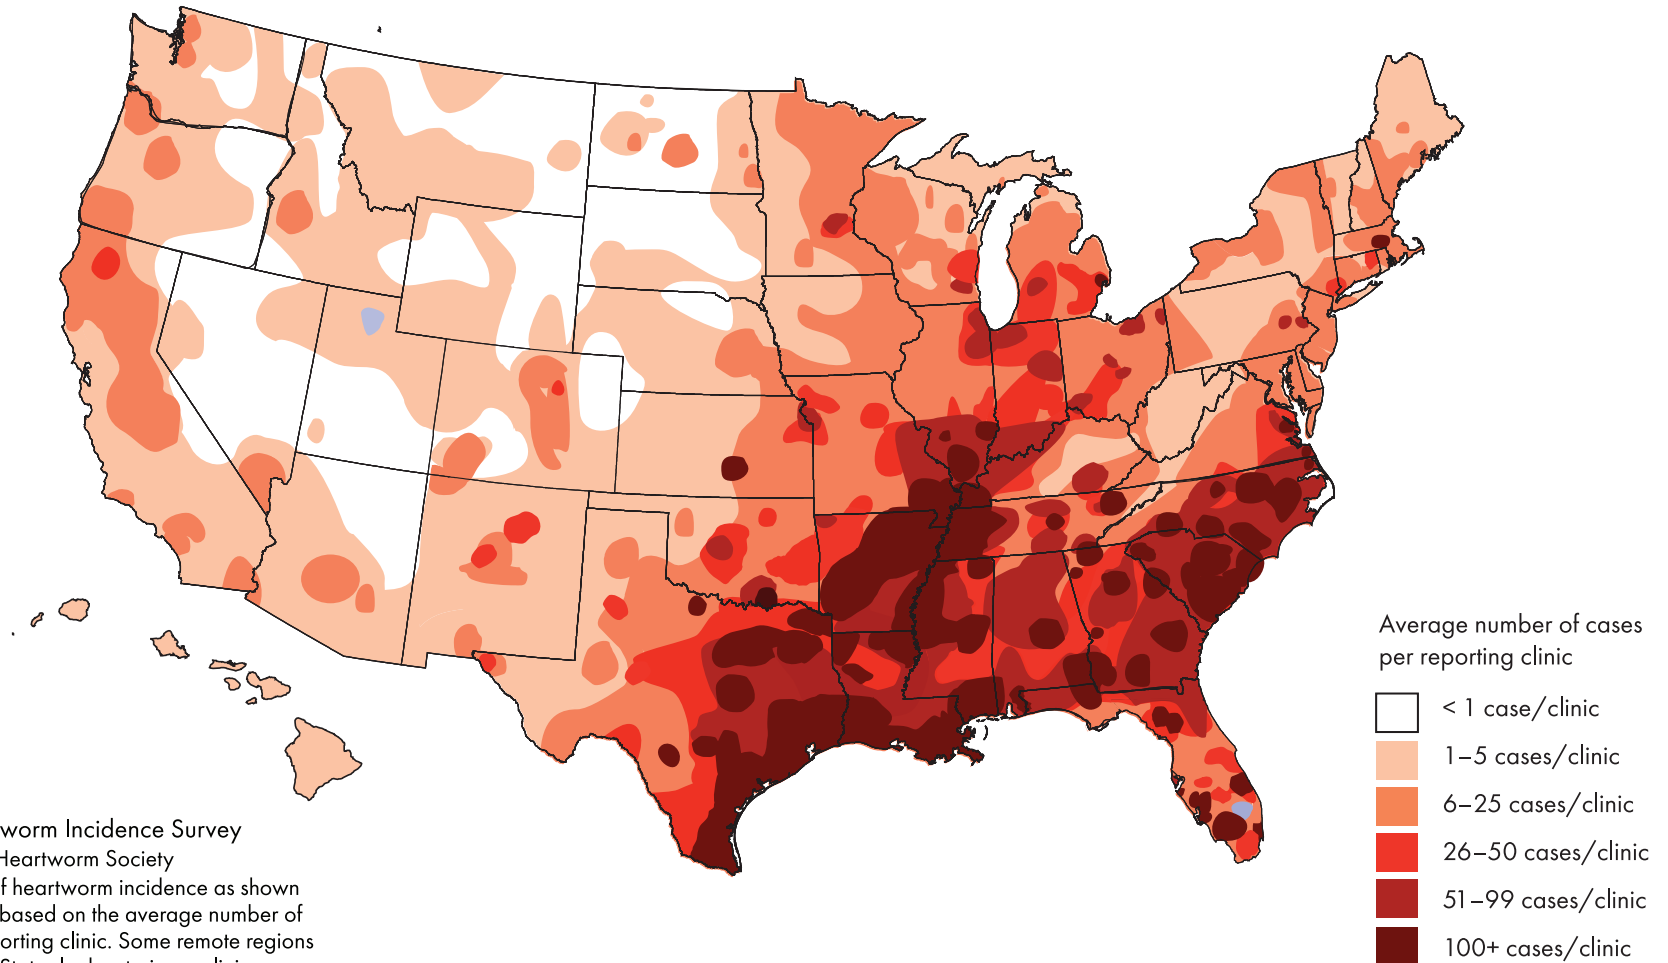 Average number of cases
per reporting clinic
< 1 case/clinic
1–5 cases/clinic
6–25 cases/clinic
26–50 cases/clinic
51–99 cases/clinic
100+ cases/clinic
worm Incidence Survey
Heartworm Society
f heartworm incidence as shown
based on the average number of
orting clinic. Some remote regions